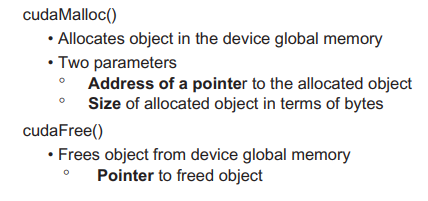 cudaMalloc()
• Allocates object in the device global memory
• Two parameters
° Address of a pointer to the allocated object
° Size of allocated object in terms of bytes
cudaFree()
• Frees object from device global memory
° Pointer to freed object